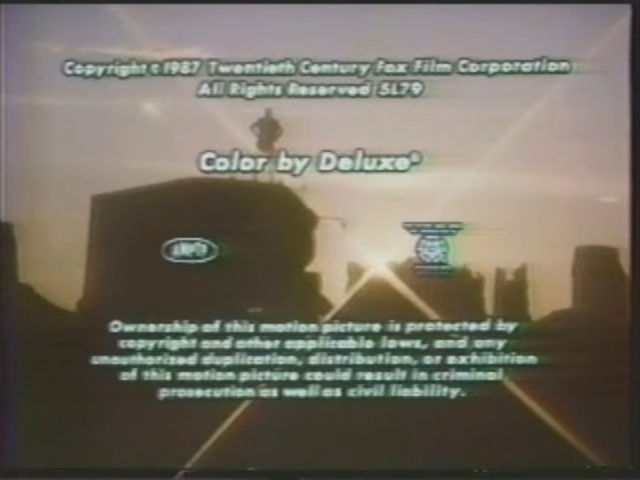 Copyright © 1987 Twentieth Century Fox Film Corporation
All Rights Reserved 5L79
Color by Deluxe®
Ownership of this motion picture is protected by
copyright and other applicable laws, and any
unauthorized duplication, distribution, or exhibition
of this motion picture could result in criminal
prosecution as well as civil liability.